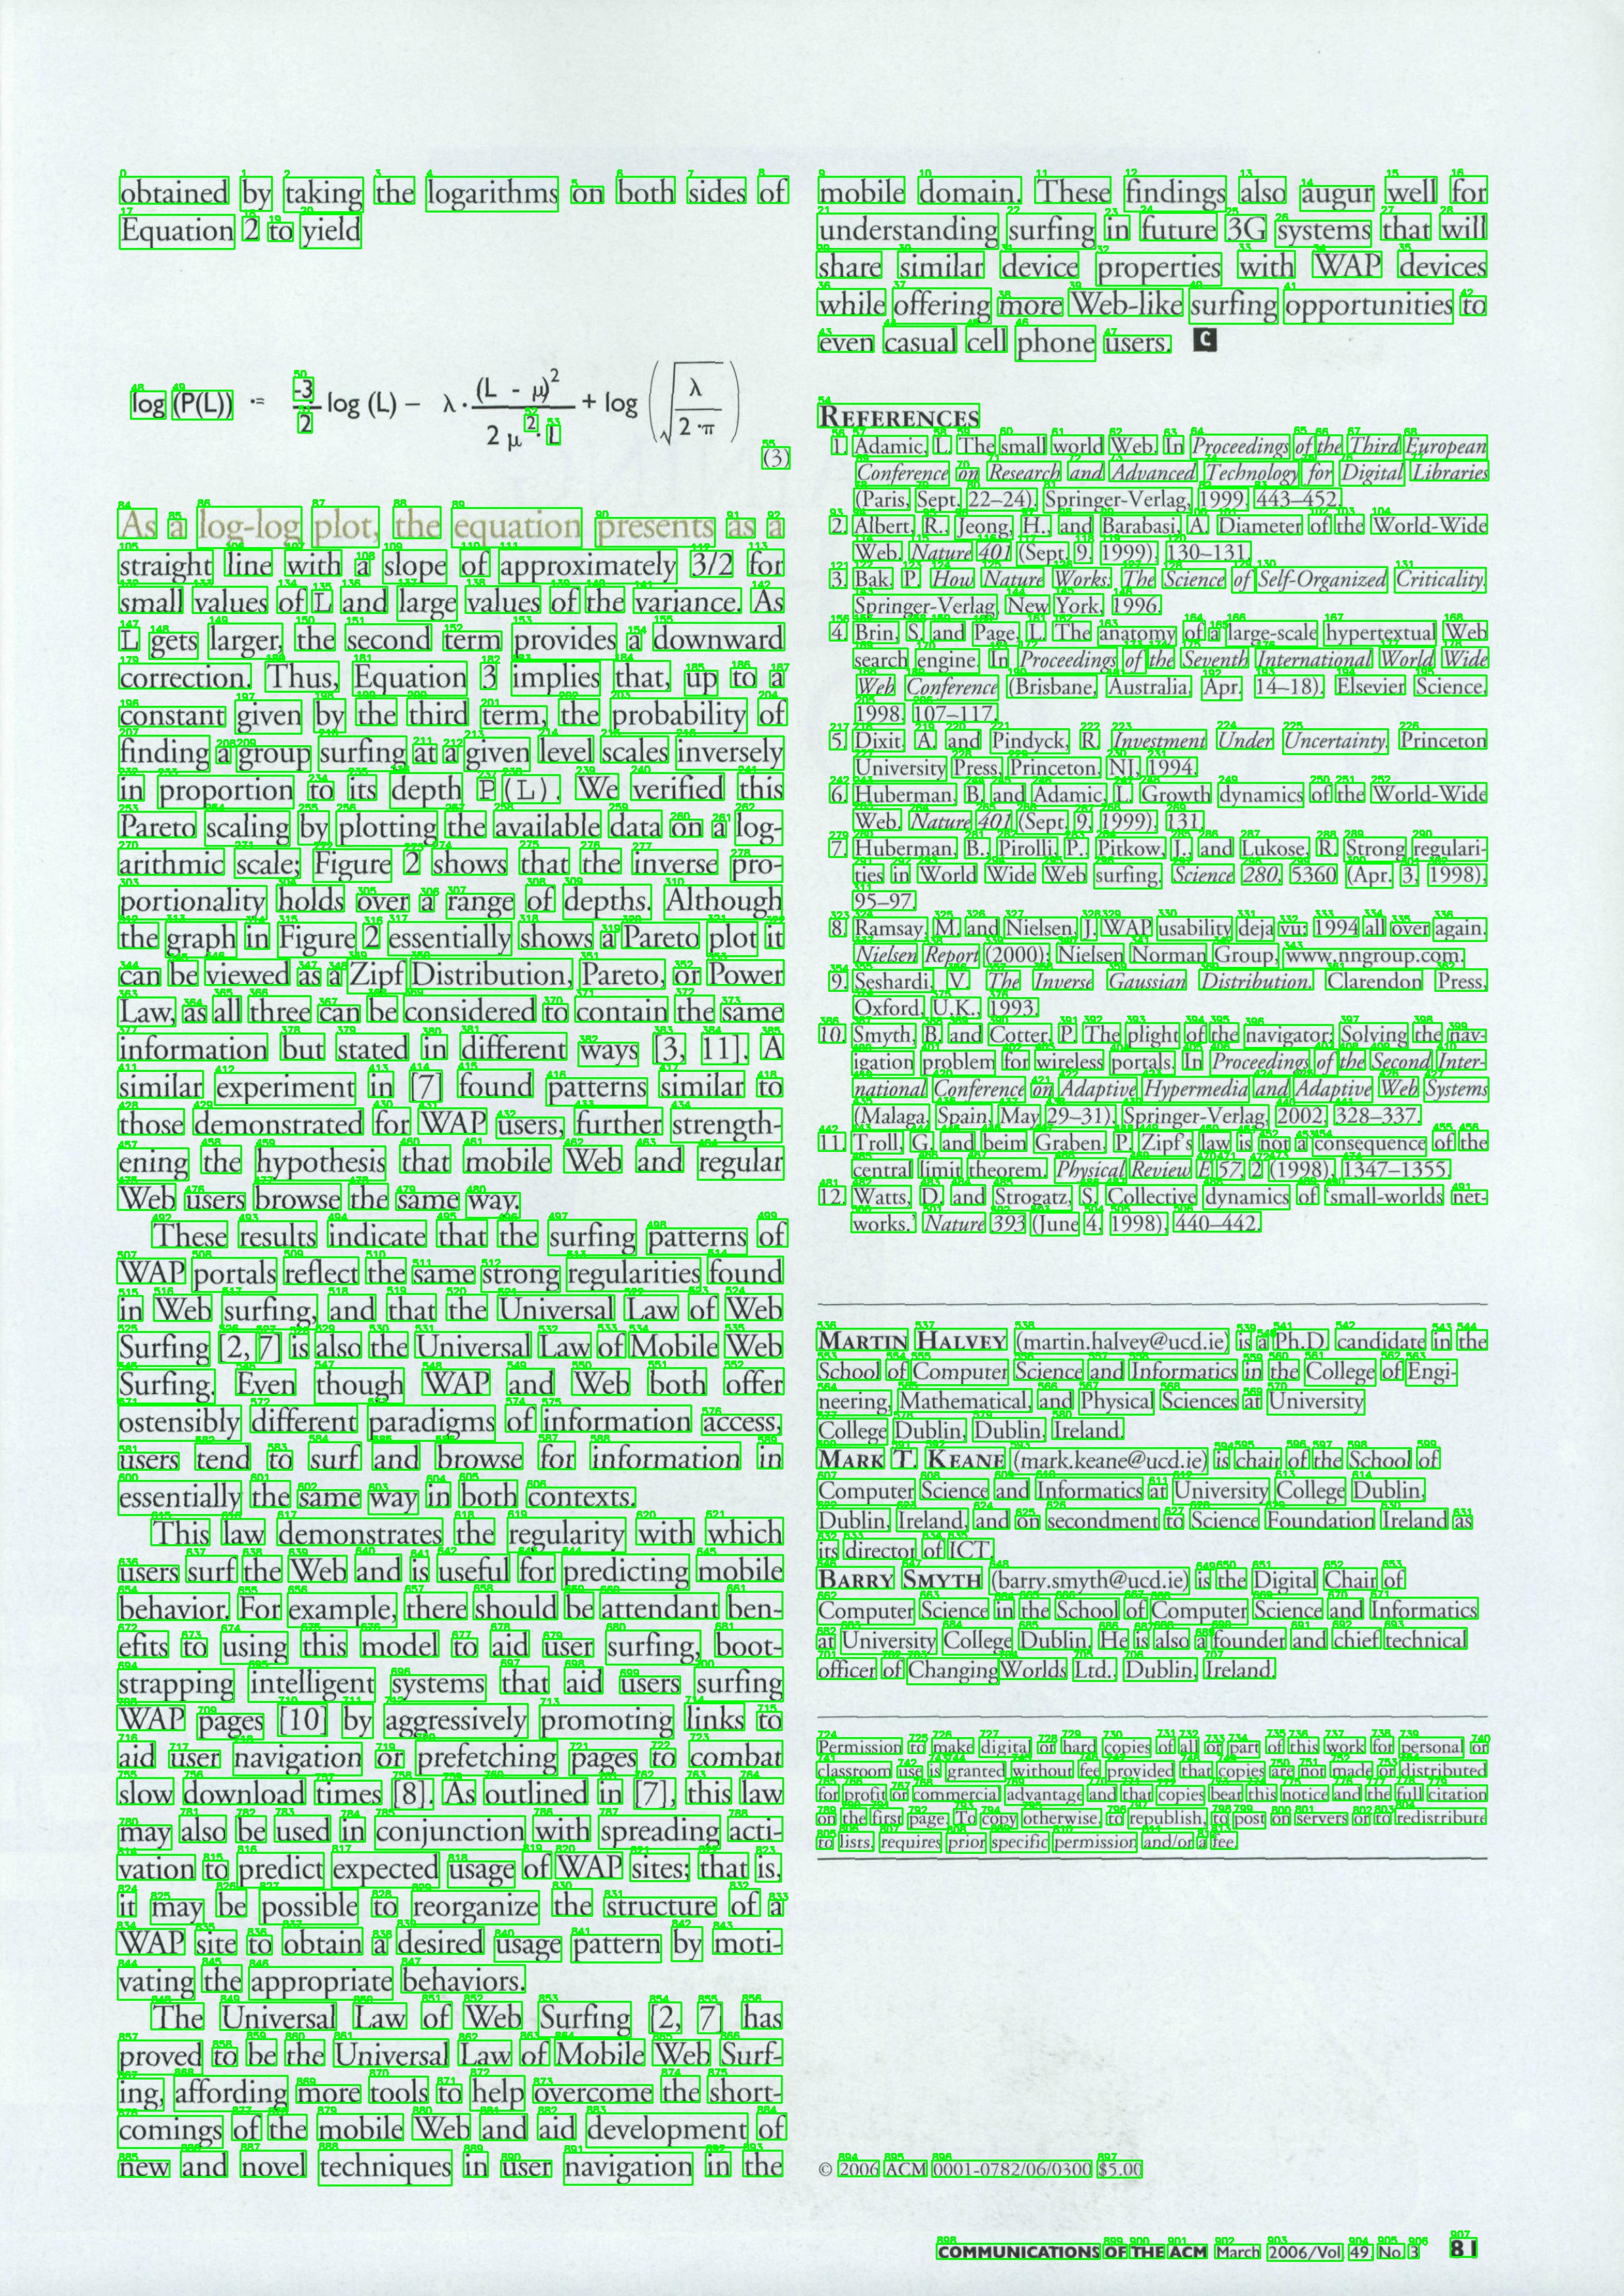 obtained by taking the logarithms on both sides of
Equation 2 to yield
log (P(L)) := -3/2 log (L) – λ · (L - μ)² / 2 μ² · L + log (√ λ / 2 · π)
(3)
As a log-log plot, the equation presents as a
straight line with a slope of approximately 3/2 for
small values of L and large values of the variance. As
L gets larger, the second term provides a downward
correction. Thus, Equation 3 implies that, up to a
constant given by the third term, the probability of
finding a group surfing at a given level scales inversely
in proportion to its depth P(L). We verified this
Pareto scaling by plotting the available data on a log-
arithmic scale; Figure 2 shows that the inverse pro-
portionality holds over a range of depths. Although
the graph in Figure 2 essentially shows a Pareto plot it
can be viewed as a Zipf Distribution, Pareto, or Power
Law, as all three can be considered to contain the same
information but stated in different ways [3, 11]. A
similar experiment in [7] found patterns similar to
those demonstrated for WAP users, further strength-
ening the hypothesis that mobile Web and regular
Web users browse the same way.
These results indicate that the surfing patterns of
WAP portals reflect the same strong regularities found
in Web surfing, and that the Universal Law of Web
Surfing [2, 7] is also the Universal Law of Mobile Web
Surfing. Even though WAP and Web both offer
ostensibly different paradigms of information access,
users tend to surf and browse for information in
essentially the same way in both contexts.
This law demonstrates the regularity with which
users surf the Web and is useful for predicting mobile
behavior. For example, there should be attendant ben-
efits to using this model to aid user surfing, boot-
strapping intelligent systems that aid users surfing
WAP pages [10] by aggressively promoting links to
aid user navigation or prefetching pages to combat
slow download times [8]. As outlined in [7], this law
may also be used in conjunction with spreading acti-
vation to predict expected usage of WAP sites; that is,
it may be possible to reorganize the structure of a
WAP site to obtain a desired usage pattern by moti-
vating the appropriate behaviors.
The Universal Law of Web Surfing [2, 7] has
proved to be the Universal Law of Mobile Web Surf-
ing, affording more tools to help overcome the short-
comings of the mobile Web and aid development of
new and novel techniques in user navigation in the
mobile domain. These findings also augur well for
understanding surfing in future 3G systems that will
share similar device properties with WAP devices
while offering more Web-like surfing opportunities to
even casual cell phone users. C
REFERENCES
1. Adamic, L. The small world Web. In Proceedings of the Third European
Conference on Research and Advanced Technology for Digital Libraries
(Paris, Sept. 22–24). Springer-Verlag, 1999, 443–452.
2. Albert, R., Jeong, H., and Barabasi, A. Diameter of the World-Wide
Web. Nature 401 (Sept. 9, 1999), 130–131.
3. Bak, P. How Nature Works: The Science of Self-Organized Criticality.
Springer-Verlag, New York, 1996.
4. Brin, S. and Page, L. The anatomy of a large-scale hypertextual Web
search engine. In Proceedings of the Seventh International World Wide
Web Conference (Brisbane, Australia, Apr. 14–18). Elsevier Science,
1998, 107–117.
5. Dixit, A. and Pindyck, R. Investment Under Uncertainty. Princeton
University Press, Princeton, NJ, 1994.
6. Huberman, B. and Adamic, L. Growth dynamics of the World-Wide
Web. Nature 401 (Sept. 9, 1999), 131.
7. Huberman, B., Pirolli, P., Pitkow, J., and Lukose, R. Strong regulari-
ties in World Wide Web surfing. Science 280, 5360 (Apr. 3, 1998),
95–97.
8. Ramsay, M. and Nielsen, J. WAP usability deja vu: 1994 all over again.
Nielsen Report (2000); Nielsen Norman Group, www.nngroup.com.
9. Seshardi, V. The Inverse Gaussian Distribution. Clarendon Press,
Oxford, U.K., 1993.
10. Smyth, B. and Cotter, P. The plight of the navigator: Solving the nav-
igation problem for wireless portals. In Proceedings of the Second Inter-
national Conference on Adaptive Hypermedia and Adaptive Web Systems
(Malaga, Spain, May 29–31). Springer-Verlag, 2002, 328–337.
11. Troll, G. and beim Graben, P. Zipf's law is not a consequence of the
central limit theorem. Physical Review E 57, 2 (1998), 1347–1355.
12. Watts, D. and Strogatz, S. Collective dynamics of 'small-worlds net-
works.' Nature 393 (June 4, 1998), 440–442.
MARTIN HALVEY (martin.halvey@ucd.ie) is a Ph.D. candidate in the
School of Computer Science and Informatics in the College of Engi-
neering, Mathematical, and Physical Sciences at University
College Dublin, Dublin, Ireland.
MARK T. KEANE (mark.keane@ucd.ie) is chair of the School of
Computer Science and Informatics at University College Dublin,
Dublin, Ireland, and on secondment to Science Foundation Ireland as
its director of ICT.
BARRY SMYTH (barry.smyth@ucd.ie) is the Digital Chair of
Computer Science in the School of Computer Science and Informatics
at University College Dublin. He is also a founder and chief technical
officer of ChangingWorlds Ltd., Dublin, Ireland.
Permission to make digital or hard copies of all or part of this work for personal or
classroom use is granted without fee provided that copies are not made or distributed
for profit or commercial advantage and that copies bear this notice and the full citation
on the first page. To copy otherwise, to republish, to post on servers or to redistribute
to lists, requires prior specific permission and/or a fee.
© 2006 ACM 0001-0782/06/0300 $5.00
COMMUNICATIONS OF THE ACM March 2006/Vol. 49, No. 3 81